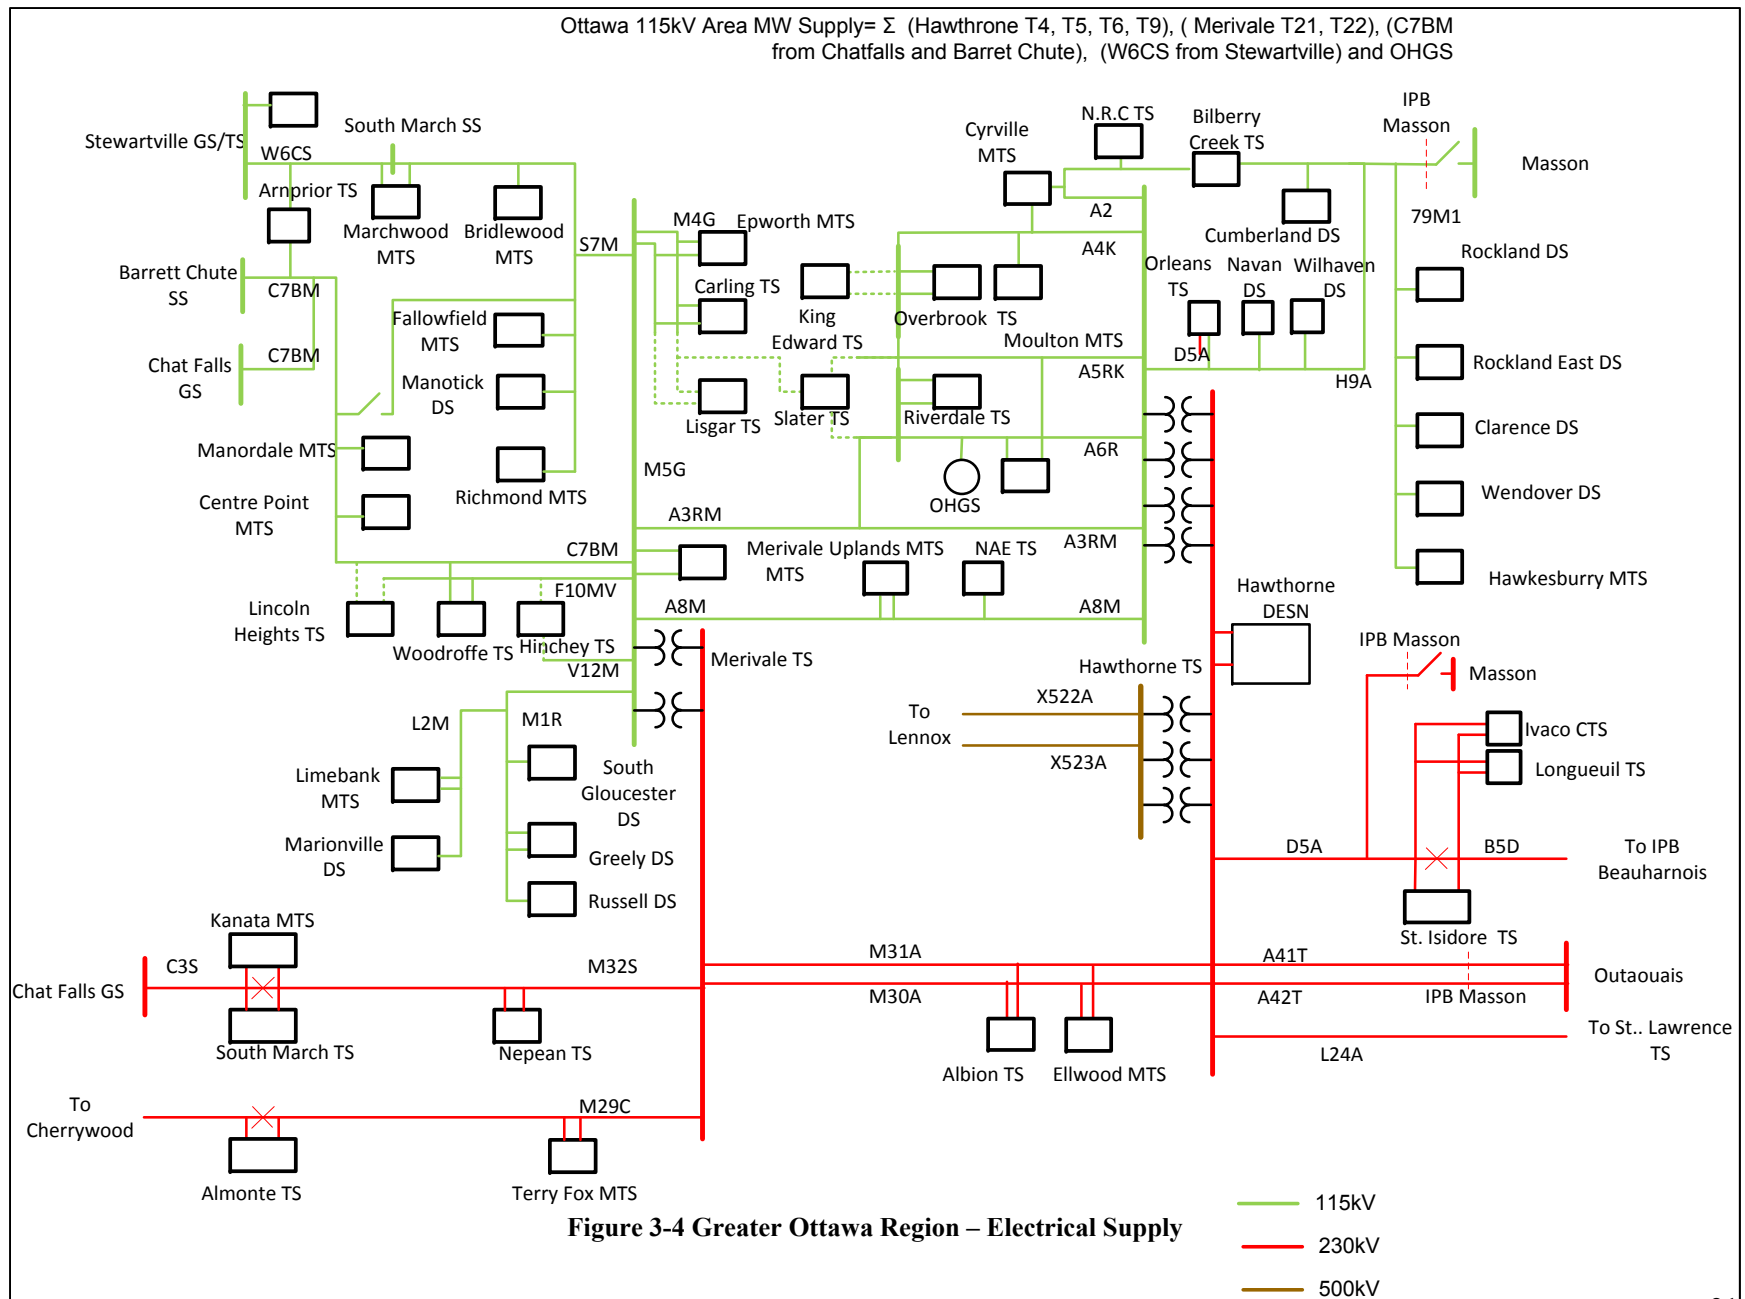 Ottawa 115kV Area MW Supply= Σ (Hawthrone T4, T5, T6, T9), ( Merivale T21, T22), (C7BM
from Chatfalls and Barret Chute), (W6CS from Stewartville) and OHGS
Stewartville GS/TS
W6CS
South March SS
Arnprior TS
Marchwood
MTS
Bridlewood
MTS
Barrett Chute
SS
C7BM
Chat Falls
GS
C7BM
Fallowfield
MTS
Manotick
DS
Richmond MTS
Manordale MTS
Centre Point
MTS
S7M
M4G
Epworth MTS
Carling TS
Lisgar TS
Slater TS
King
Edward TS
Overbrook TS
Cyrville
MTS
N.R.C TS
Bilberry
Creek TS
A2
A4K
Moulton MTS
A5RK
Riverdale TS
A6R
OHGS
Orleans
TS
D5A
Navan
DS
Wilhaven
DS
Cumberland DS
H9A
IPB
Masson
Masson
79M1
Rockland DS
Rockland East DS
Clarence DS
Wendover DS
Hawkesburry MTS
M5G
A3RM
A3RM
C7BM
F10MV
Merivale
MTS
Uplands MTS
NAE TS
A8M
A8M
Lincoln
Heights TS
Woodroffe TS
Hinchey TS
V12M
Merivale TS
Hawthorne TS
Hawthorne
DESN
L2M
M1R
Limebank
MTS
Marionville
DS
South
Gloucester
DS
Greely DS
Russell DS
To
Lennox
X522A
X523A
IPB Masson
Masson
Ivaco CTS
Longueuil TS
D5A
B5D
To IPB
Beauharnois
St. Isidore TS
Kanata MTS
Chat Falls GS
C3S
M32S
South March TS
Nepean TS
M31A
M30A
A41T
A42T
IPB Masson
Outaouais
Albion TS
Ellwood MTS
L24A
To St.. Lawrence
TS
To
Cherrywood
M29C
Almonte TS
Terry Fox MTS
115kV
230kV
500kV
Figure 3-4 Greater Ottawa Region – Electrical Supply